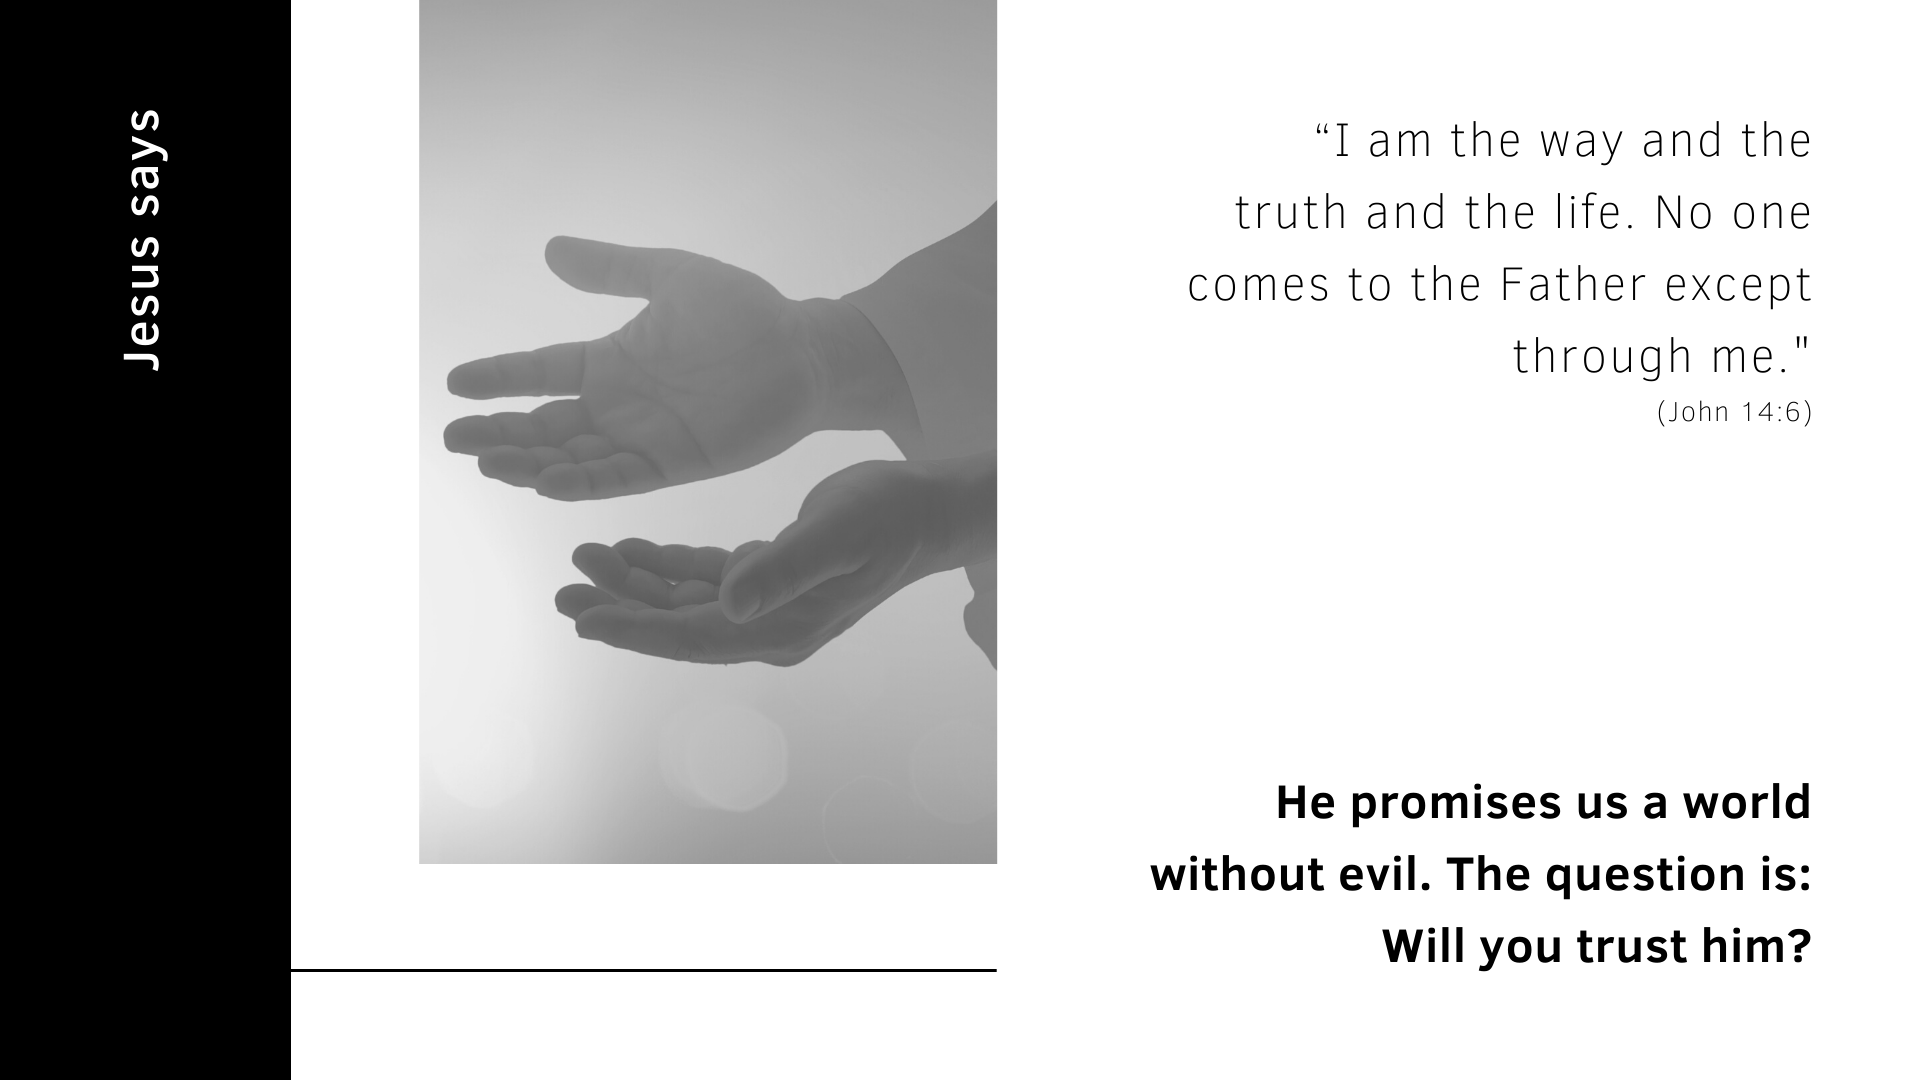 Jesus says
“I am the way and the
truth and the life. No one
comes to the Father except
through me."
(John 14:6)
He promises us a world
without evil. The question is:
Will you trust him?